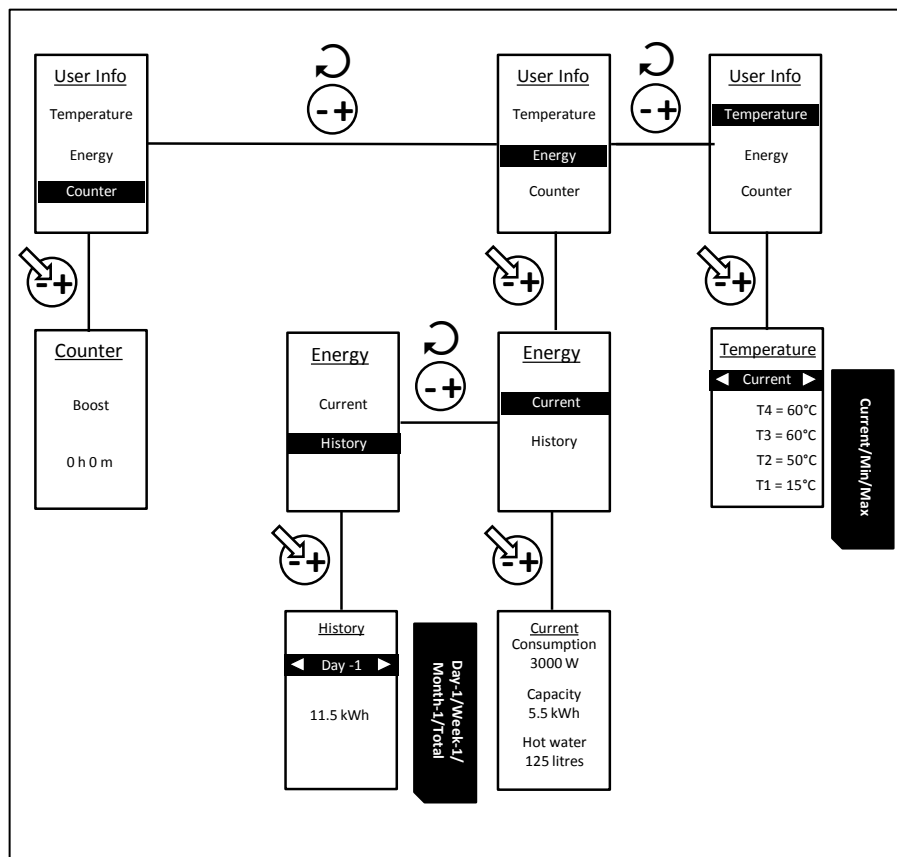 User Info
Temperature
Energy
Counter
- +
User Info
Temperature
Energy
Counter
- +
User Info
Temperature
Energy
Counter
- +
- +
- +
Counter
Boost
0 h 0 m
Energy
Current
History
- +
Energy
Current
History
Temperature
◄ Current ►
T4 = 60°C
T3 = 60°C
T2 = 50°C
T1 = 15°C
Current/Min/Max
- +
- +
History
◄ Day -1 ►
11.5 kWh
Day-1/Week-1/
Month-1/Total
Current
Consumption
3000 W
Capacity
5.5 kWh
Hot water
125 litres